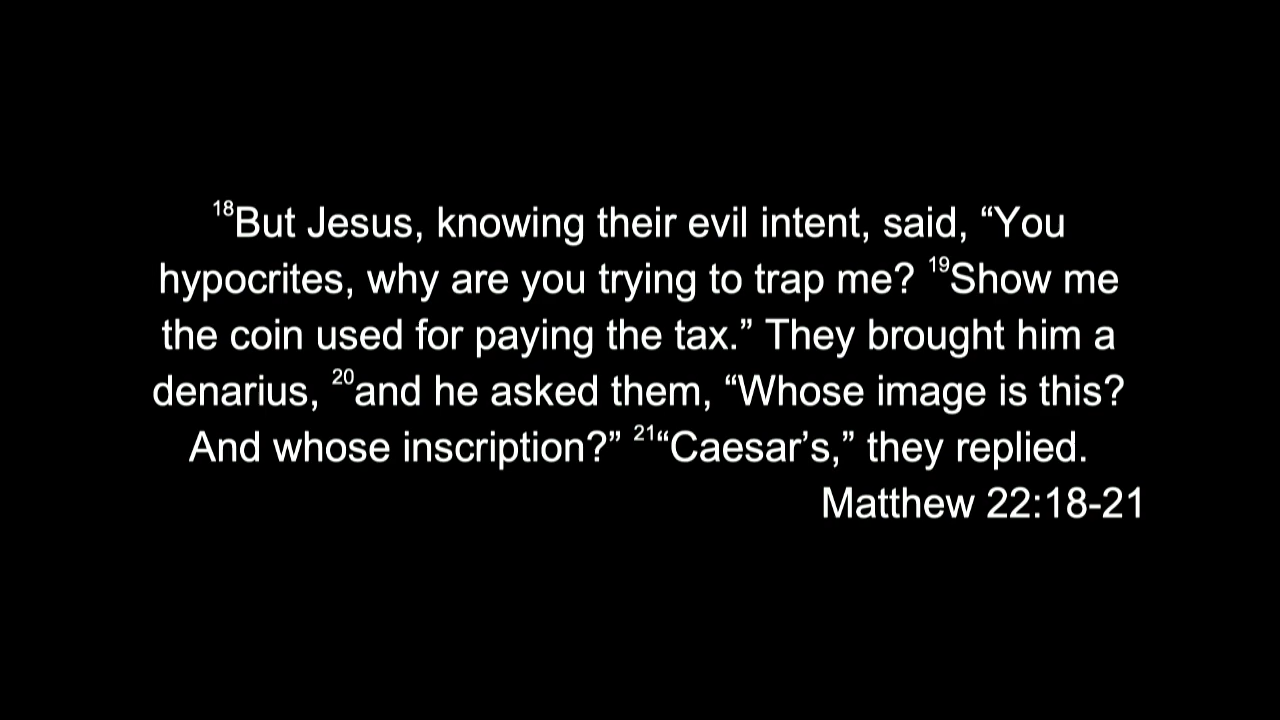 ¹⁸But Jesus, knowing their evil intent, said, “You
hypocrites, why are you trying to trap me? ¹⁹Show me
the coin used for paying the tax.” They brought him a
denarius, ²⁰and he asked them, “Whose image is this?
And whose inscription?” ²¹“Caesar’s,” they replied.
Matthew 22:18-21